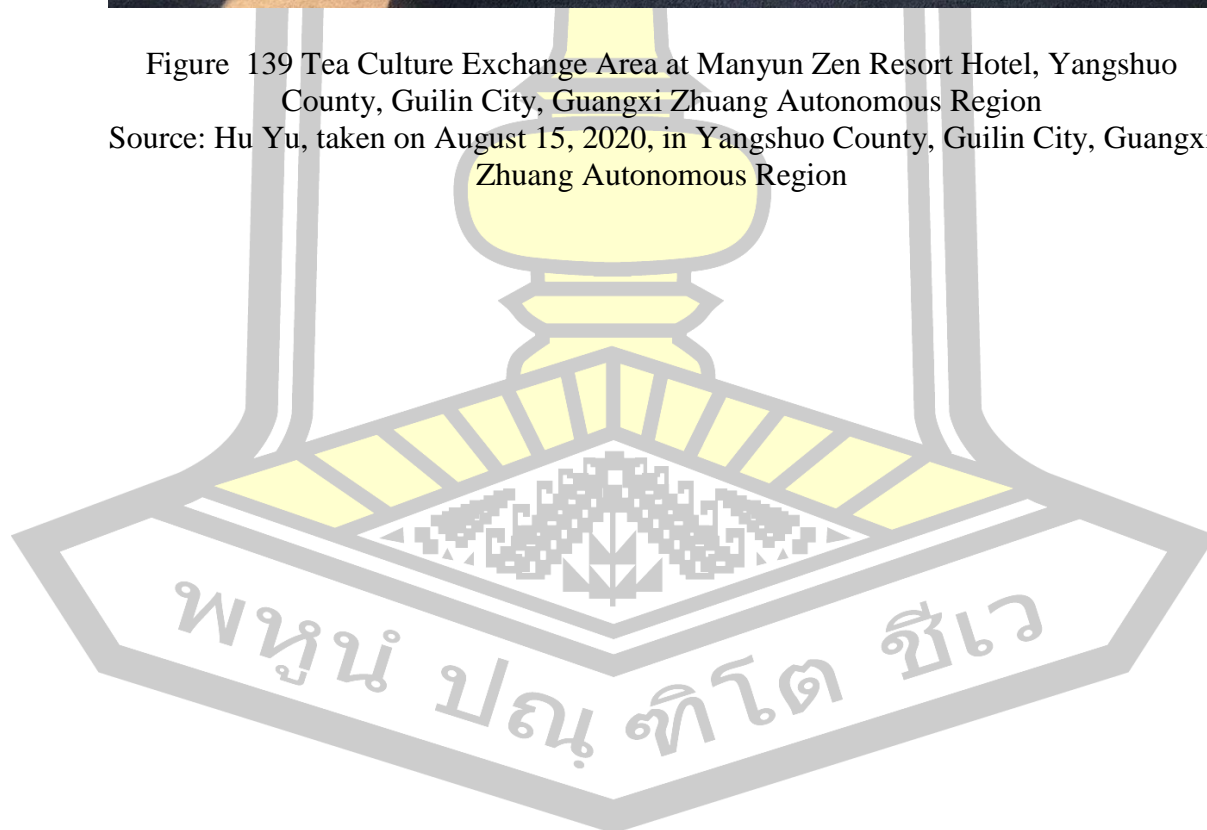 Figure  139 Tea Culture Exchange Area at Manyun Zen Resort Hotel, Yangshuo
County, Guilin City, Guangxi Zhuang Autonomous Region
Source: Hu Yu, taken on August 15, 2020, in Yangshuo County, Guilin City, Guangxi
Zhuang Autonomous Region
พหูนํ ปณฺฑิโต ชีเว